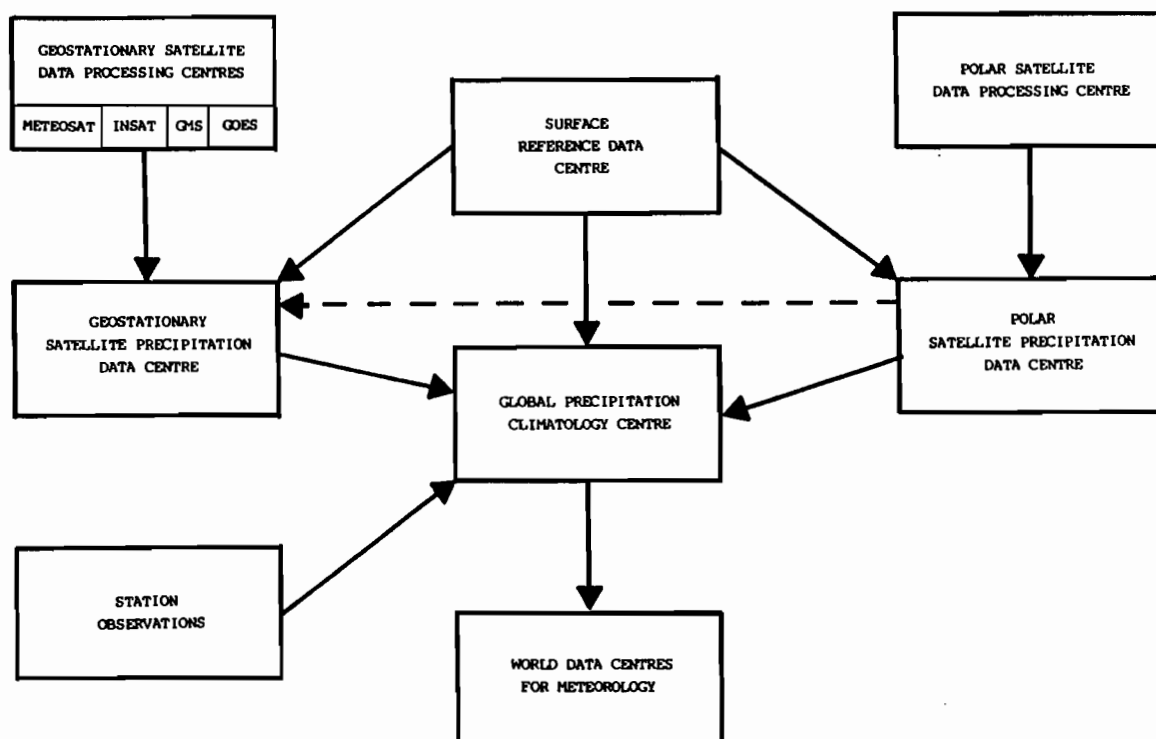 GEOSTATIONARY SATELLITE
DATA PROCESSING CENTRES
METEOSAT INSAT GMS GOES
SURFACE
REFERENCE DATA
CENTRE
POLAR SATELLITE
DATA PROCESSING CENTRE
GEOSTATIONARY
SATELLITE PRECIPITATION
DATA CENTRE
GLOBAL PRECIPITATION
CLIMATOLOGY CENTRE
POLAR
SATELLITE PRECIPITATION
DATA CENTRE
STATION
OBSERVATIONS
WORLD DATA CENTRES
FOR METEOROLOGY